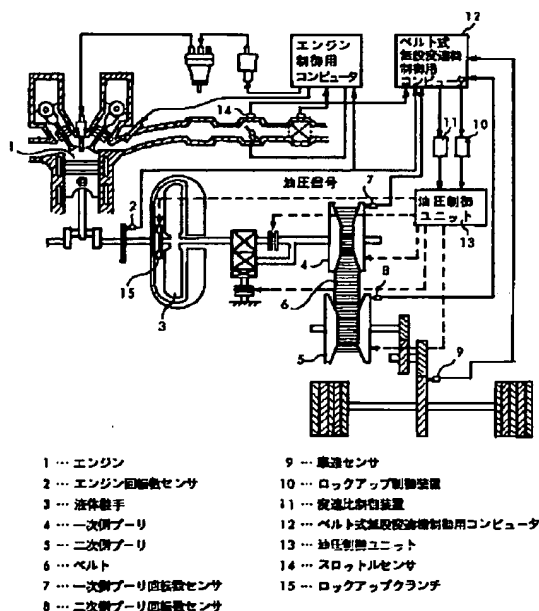 12
エンジン
制御用
コンピュータ
ベルト式
無段変速機
制御用
コンピュータ
14
11
10
1
2
油圧信号
7
油圧制御
ユニット
13
4
15
3
6
8
5
9
1 … エンジン
2 … エンジン回転数センサ
3 … 流体継手
4 … 一次側プーリ
5 … 二次側プーリ
6 … ベルト
7 … 一次側プーリ回転数センサ
8 … 二次側プーリ回転数センサ
9 … 車速センサ
10 … ロックアップ制御装置
11 … 変速比制御装置
12 … ベルト式無段変速機制御用コンピュータ
13 … 油圧制御ユニット
14 … スロットルセンサ
15 … ロックアップクランチ